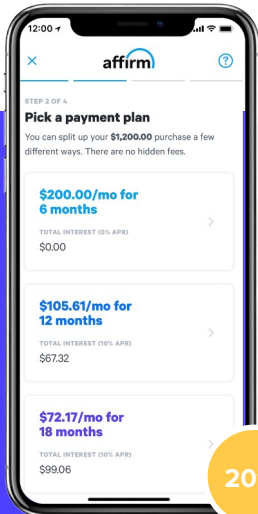 12:00
affirm
STEP 2 OF 4
Pick a payment plan
You can split up your $1,200.00 purchase a few
different ways. There are no hidden fees.
$200.00/mo for
6 months
TOTAL INTEREST (0% APR)
$0.00
$105.61/mo for
12 months
TOTAL INTEREST (10% APR)
$67.32
$72.17/mo for
18 months
TOTAL INTEREST (10% APR)
$99.06
20